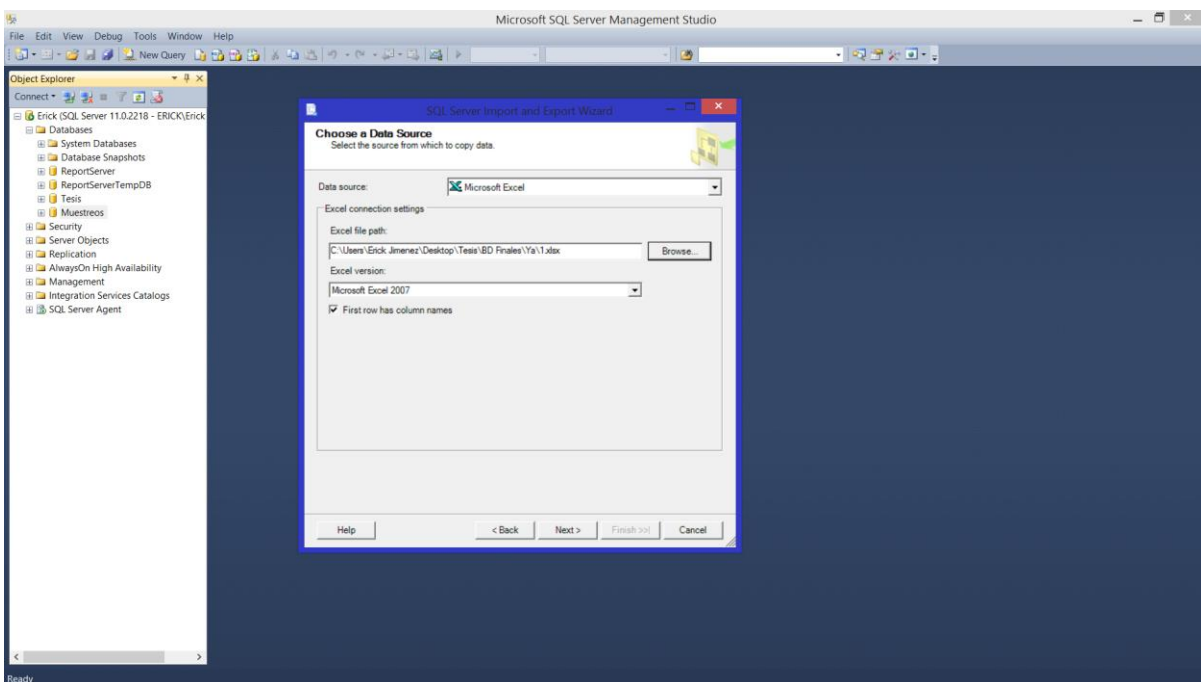 Microsoft SQL Server Management Studio
File Edit View Debug Tools Window Help
New Query
Object Explorer
Connect
Erick (SQL Server 11.0.2218 - ERICK\Erick
Databases
System Databases
Database Snapshots
ReportServer
ReportServerTempDB
Tesis
Muestreos
Security
Server Objects
Replication
AlwaysOn High Availability
Management
Integration Services Catalogs
SQL Server Agent
SQL Server Import and Export Wizard
Choose a Data Source
Select the source from which to copy data.
Data source: Microsoft Excel
Excel connection settings
Excel file path:
C:\Users\Erick Jimenez\Desktop\Tesis\BD Finales\Ya\1.xlsx Browse...
Excel version:
Microsoft Excel 2007
First row has column names
Help < Back Next > Finish >>| Cancel
Ready